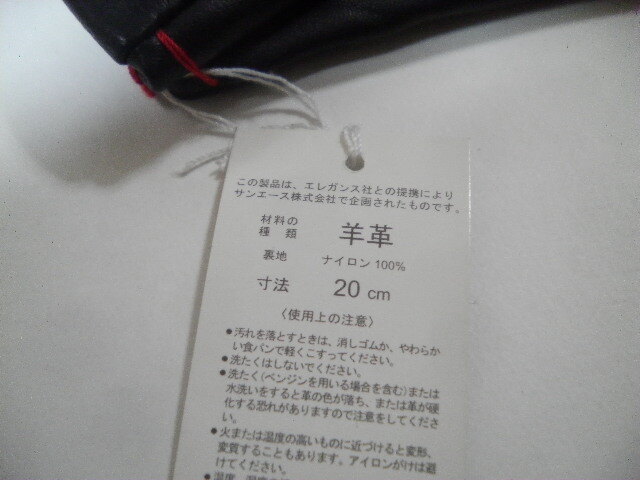 この製品は、エレガンス社との提携により
サンエース株式会社で企画されたものです。
材料の種類 羊革
裏地 ナイロン 100%
寸法 20 cm
〈使用上の注意〉
●汚れを落とすときは、消しゴムか、やわらか
い食パンで軽くこすってください。
●洗たくはしないでください。
●洗たく(ベンジンを用いる場合を含む)または
水洗いをすると革の色が落ち、または革が硬
化する恐れがありますので注意をしてくださ
い。
●火または温度の高いものに近づけると変形、
変質することもあります。アイロンがけは避
けてください。